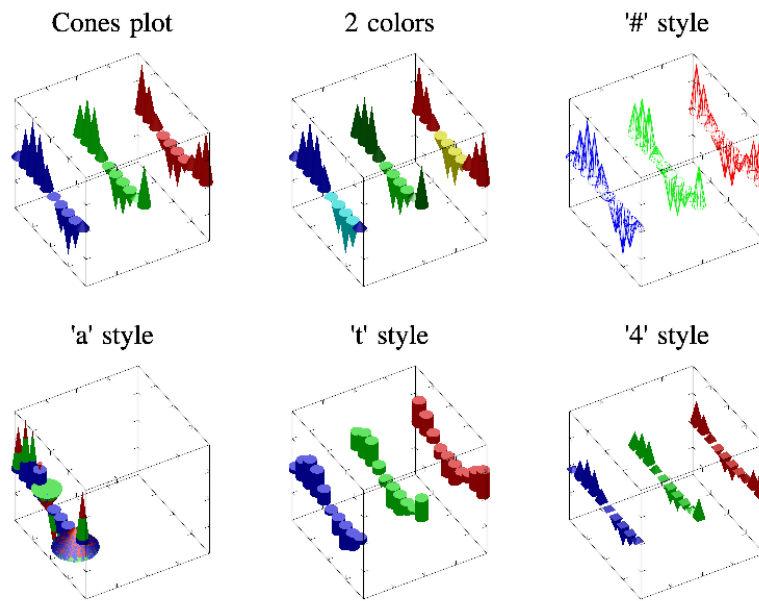 Cones plot
2 colors
'#' style
'a' style
't' style
'4' style